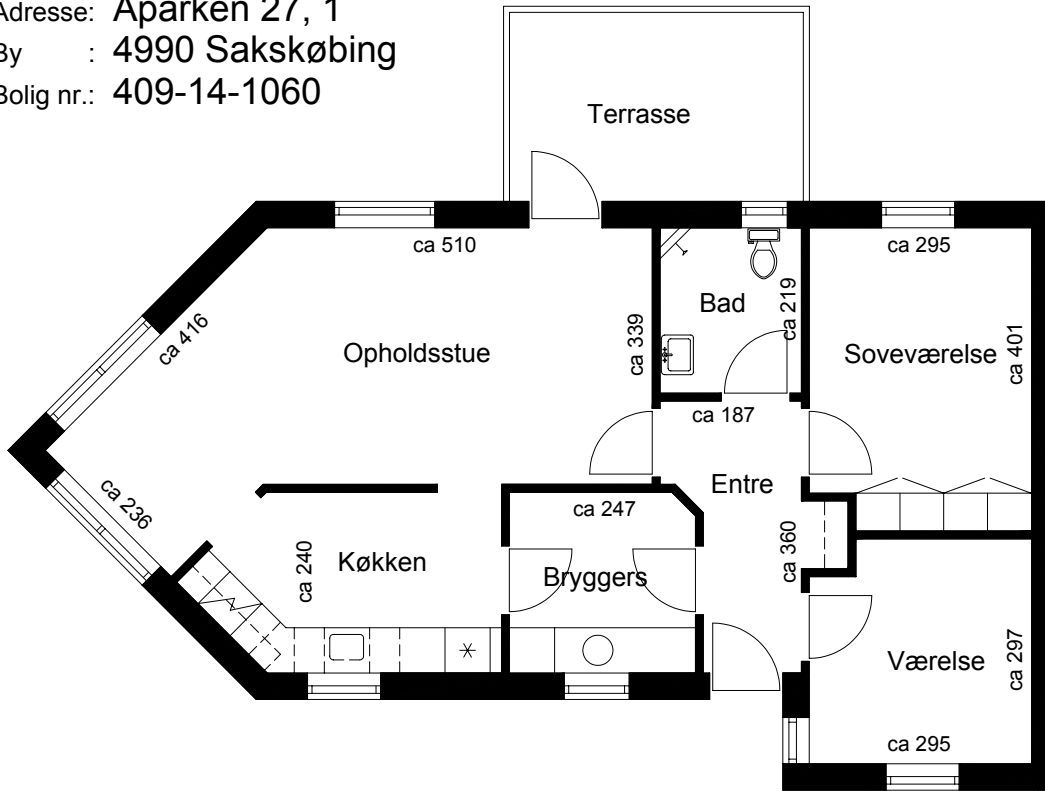 Adresse: Åparken 27, 1
By : 4990 Sakskøbing
Bolig nr.: 409-14-1060
Terrasse
ca 510
ca 295
ca 416
Opholdsstue
ca 339
Bad
ca 219
Soveværelse
ca 401
ca 187
Entre
ca 236
ca 247
Køkken
ca 240
Bryggers
ca 360
Værelse
ca 297
ca 295